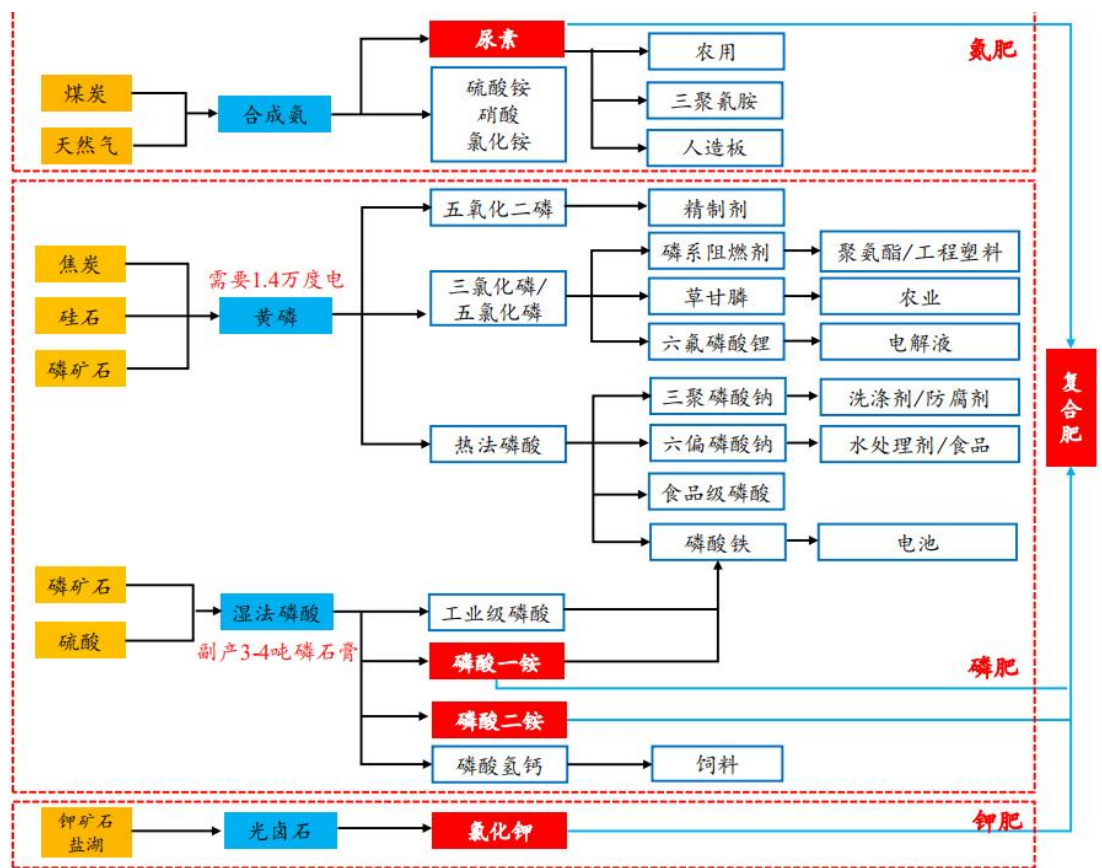 尿素
氮肥
农用
煤炭
硫酸铵
硝酸
氯化铵
合成氨
三聚氰胺
天然气
人造板
五氧化二磷
精制剂
焦炭
需要1.4万度电
磷系阻燃剂
聚氨酯/工程塑料
三氯化磷/
五氯化磷
硅石
黄磷
草甘膦
农业
磷矿石
六氟磷酸锂
电解液
复合肥
三聚磷酸钠
洗涤剂/防腐剂
热法磷酸
六偏磷酸钠
水处理剂/食品
食品级磷酸
磷酸铁
电池
磷矿石
湿法磷酸
工业级磷酸
硫酸
副产3-4吨磷石膏
磷酸一铵
磷肥
磷酸二铵
磷酸氢钙
饲料
钾矿石
盐湖
光卤石
氯化钾
钾肥